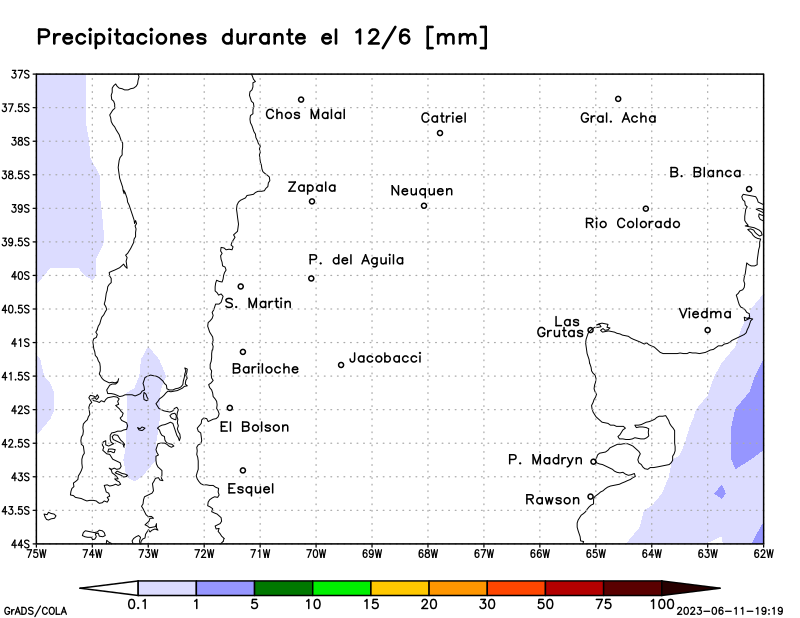 Precipitaciones durante el 12/6 [mm]
37S
37.5S
Chos Malal
Catriel
Gral. Acha
38S
38.5S
B. Blanca
Zapala
Neuquen
39S
Rio Colorado
39.5S
P. del Aguila
40S
S. Martin
40.5S
Las
Grutas
Viedma
41S
Bariloche
Jacobacci
41.5S
42S
El Bolson
42.5S
P. Madryn
43S
Esquel
Rawson
43.5S
44S
75W 74W 73W 72W 71W 70W 69W 68W 67W 66W 65W 64W 63W 62W
0.1 1 5 10 15 20 30 50 75 100
GrADS/COLA
2023-06-11-19:19